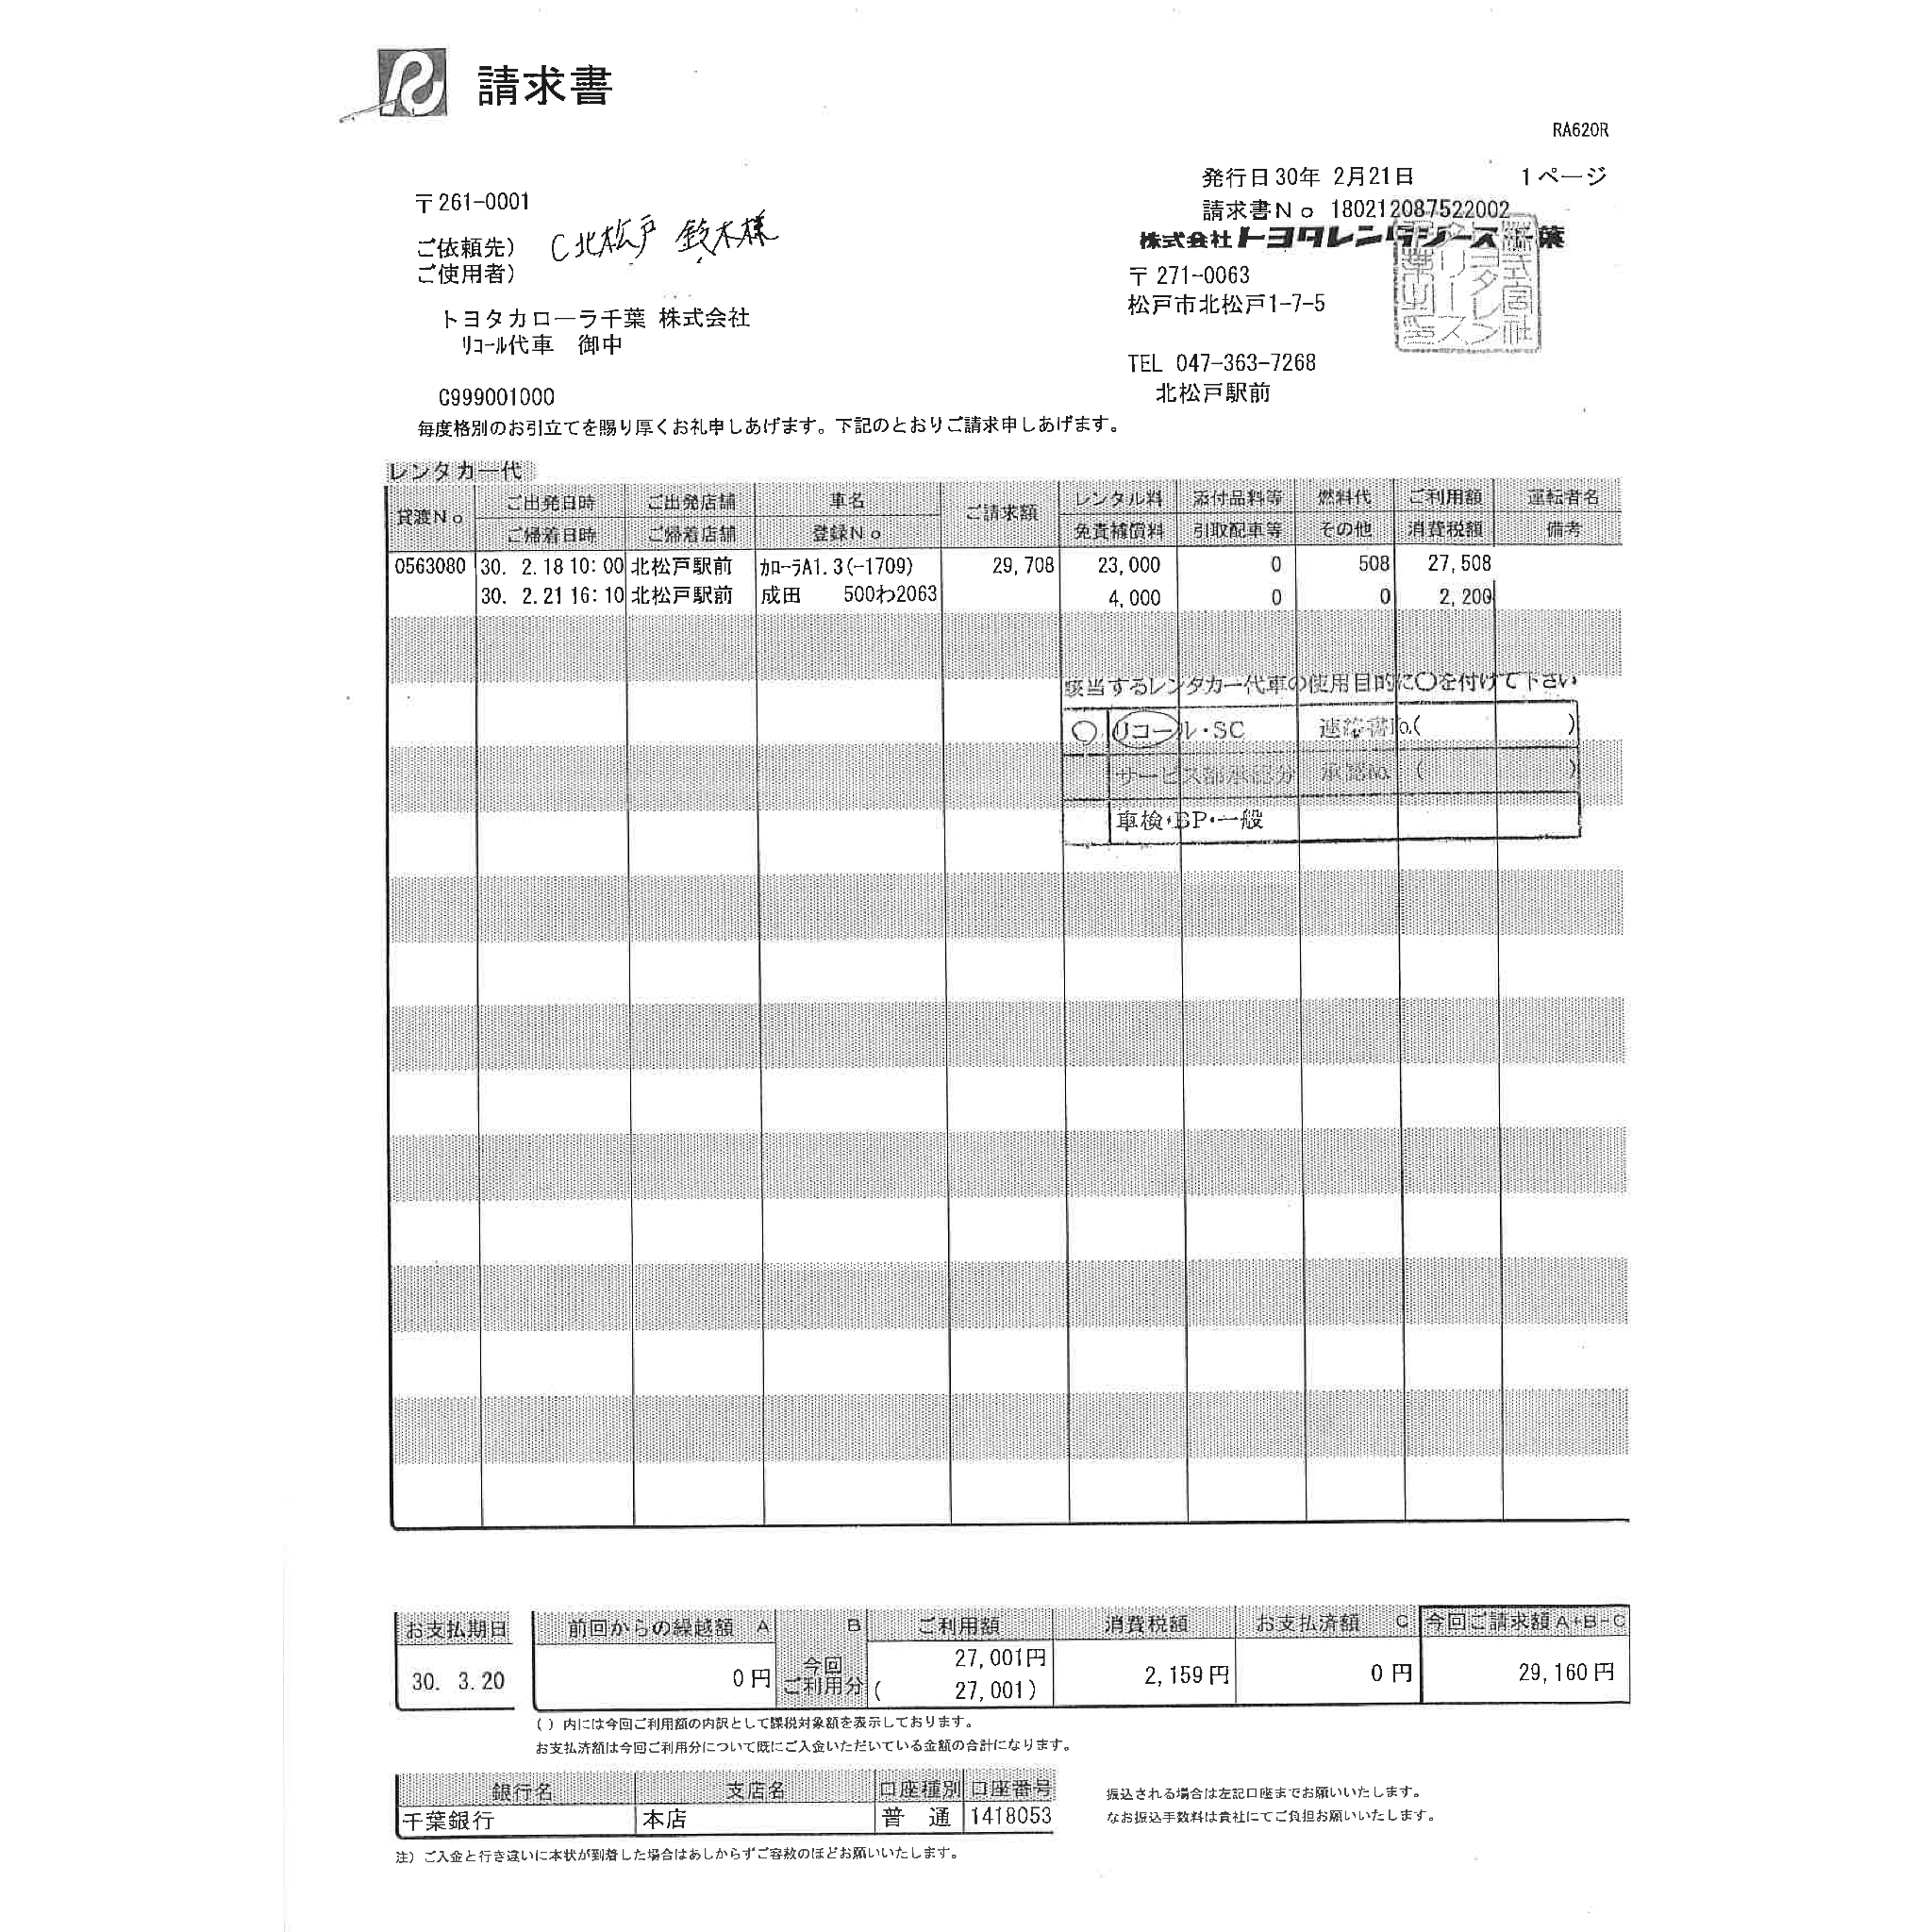 請求書
RA620R
発行日30年 2月21日 1ページ
請求書No 180212087522002
株式会社トヨタレンタリース千葉
〒271-0063
松戸市北松戸1-7-5
TEL 047-363-7268
北松戸駅前
〒261-0001
ご依頼先) C北松戸 鈴木様
ご使用者)
トヨタカローラ千葉 株式会社
ﾘｺｰﾙ代車 御中
C999001000
毎度格別のお引立てを賜り厚くお礼申しあげます。下記のとおりご請求申しあげます。
レンタカー代
貸渡No ご出発日時 ご出発店舗 車名 ご請求額 レンタル料 添付品料等 燃料代 ご利用額 運転者名
ご帰着日時 ご帰着店舗 登録No 免責補償料 引取配車等 その他 消費税額 備考
0563080 30. 2.18 10:00 北松戸駅前 ｶﾛｰﾗA1.3(-1709) 29,708 23,000 0 508 27,508
30. 2.21 16:10 北松戸駅前 成田 500わ2063 4,000 0 0 2,200
該当するレンタカー代車の使用目的に○を付けて下さい
○ リコール・SC 連絡書No.( )
サービス部承認分 承認No. ( )
車検・BP・一般
お支払期日 前回からの繰越額 A B ご利用額 消費税額 お支払済額 C 今回ご請求額 A+B-C
30. 3.20 0円 今回ご利用分 27,001円 2,159円 0円 29,160円
( 27,001)
( ) 内には今回ご利用額の内訳として課税対象額を表示しております。
お支払済額は今回ご利用分について既にご入金いただいている金額の合計になります。
銀行名 支店名 口座種別 口座番号
千葉銀行 本店 普 通 1418053
振込される場合は左記口座までお願いいたします。
なお振込手数料は貴社にてご負担お願いいたします。
注) ご入金と行き違いに本状が到着した場合はあしからずご容赦のほどお願いいたします。